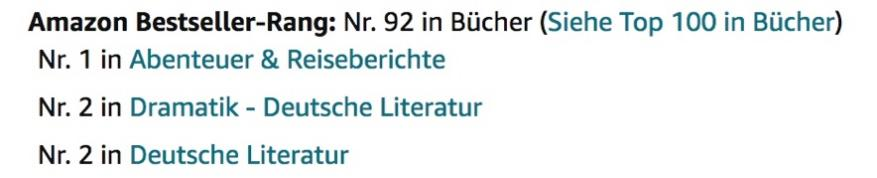 Amazon Bestseller-Rang: Nr. 92 in Bücher (Siehe Top 100 in Bücher)
Nr. 1 in Abenteuer & Reiseberichte
Nr. 2 in Dramatik - Deutsche Literatur
Nr. 2 in Deutsche Literatur